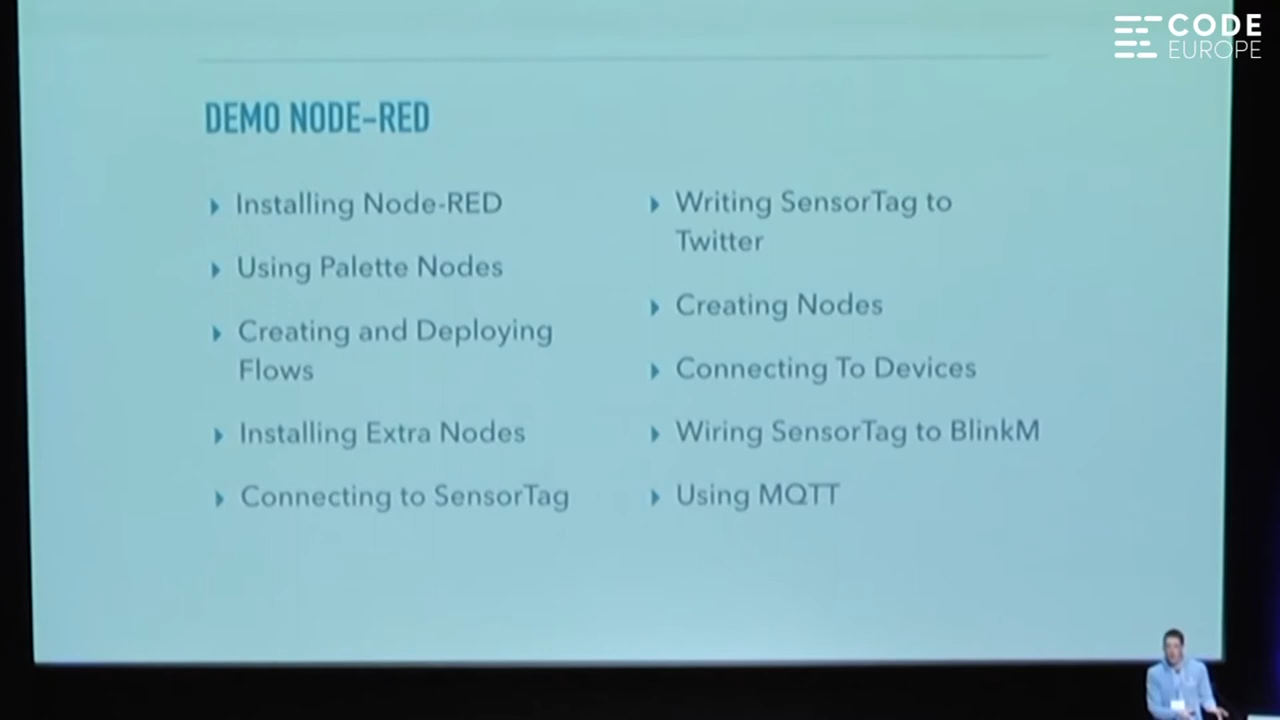 CODE
EUROPE
DEMO NODE-RED
Installing Node-RED
Using Palette Nodes
Creating and Deploying
Flows
Installing Extra Nodes
Connecting to SensorTag
Writing SensorTag to
Twitter
Creating Nodes
Connecting To Devices
Wiring SensorTag to BlinkM
Using MQTT